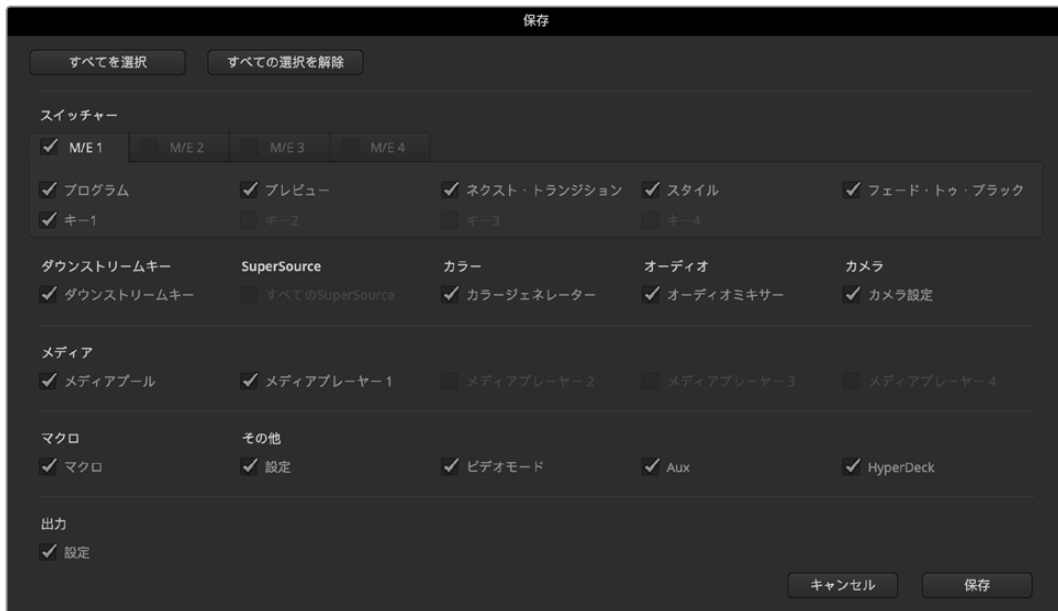 保存
すべてを選択 すべての選択を解除
スイッチャー
M/E 1 M/E 2 M/E 3 M/E 4
プログラム プレビュー ネクスト・トランジション スタイル フェード・トゥ・ブラック
キー1 キー2 キー3 キー4
ダウンストリームキー SuperSource カラー オーディオ カメラ
ダウンストリームキー すべてのSuperSource カラージェネレーター オーディオミキサー カメラ設定
メディア
メディアプール メディアプレーヤー 1 メディアプレーヤー 2 メディアプレーヤー 3 メディアプレーヤー 4
マクロ その他
マクロ 設定 ビデオモード Aux HyperDeck
出力
設定
キャンセル 保存